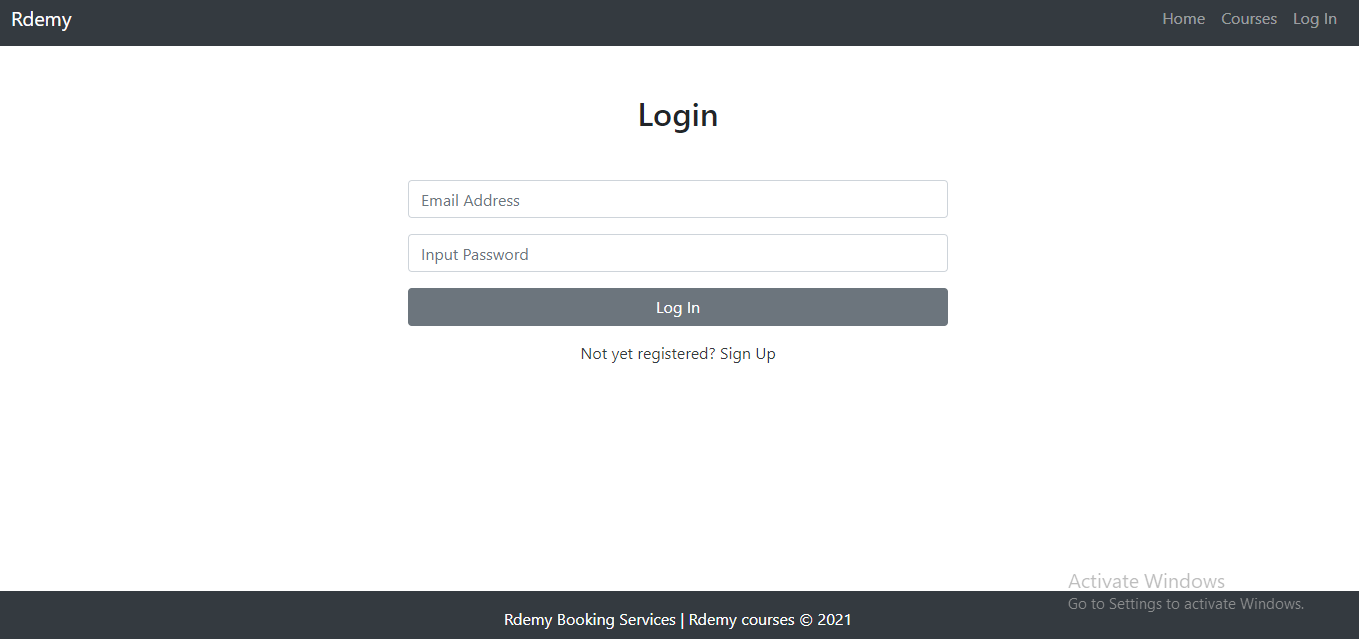 Rdemy
Home Courses Log In
Login
Email Address
Input Password
Log In
Not yet registered? Sign Up
Activate Windows
Go to Settings to activate Windows.
Rdemy Booking Services | Rdemy courses © 2021